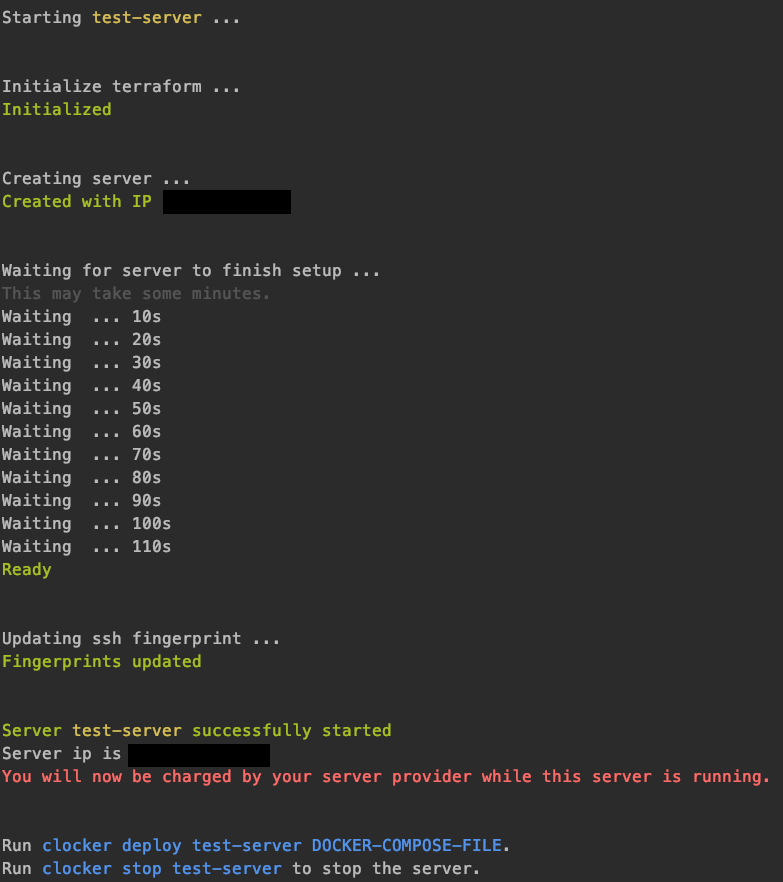 Starting test-server ...
Initialize terraform ...
Initialized
Creating server ...
Created with IP
Waiting for server to finish setup ...
This may take some minutes.
Waiting  ... 10s
Waiting  ... 20s
Waiting  ... 30s
Waiting  ... 40s
Waiting  ... 50s
Waiting  ... 60s
Waiting  ... 70s
Waiting  ... 80s
Waiting  ... 90s
Waiting  ... 100s
Waiting  ... 110s
Ready
Updating ssh fingerprint ...
Fingerprints updated
Server test-server successfully started
Server ip is
You will now be charged by your server provider while this server is running.
Run clocker deploy test-server DOCKER-COMPOSE-FILE.
Run clocker stop test-server to stop the server.